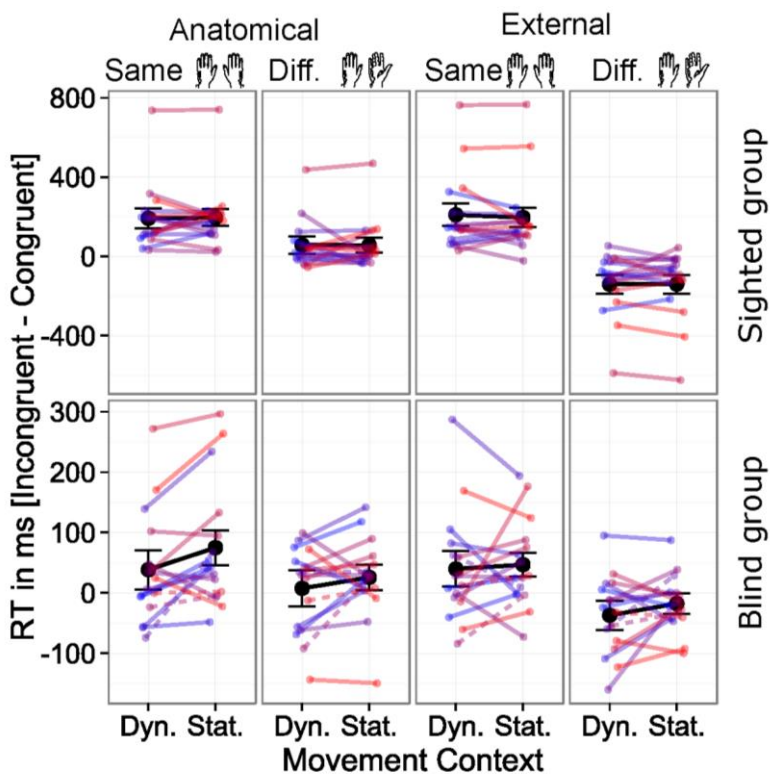 Anatomical External
Same Diff. Same Diff.
800
400
0
-400
Sighted group
300
200
100
0
-100
Blind group
RT in ms [Incongruent - Congruent]
Dyn. Stat. Dyn. Stat. Dyn. Stat. Dyn. Stat.
Movement Context